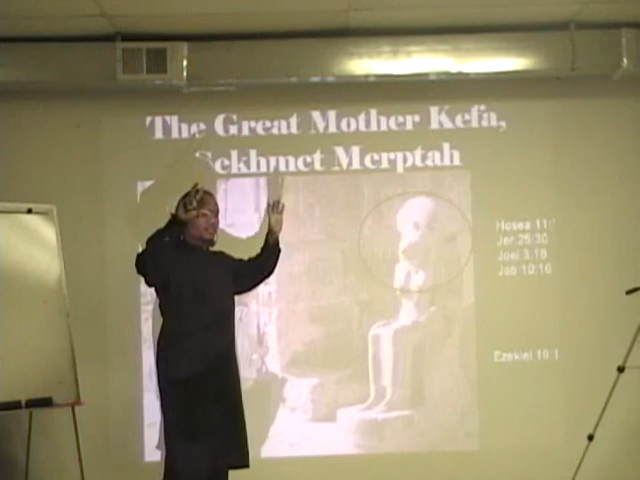 The Great Mother Kefa,
Sekhmet Merptah
Hosea 11:
Jer.25:30
Joel 3:16
Job 10:16
Ezekiel 19:1